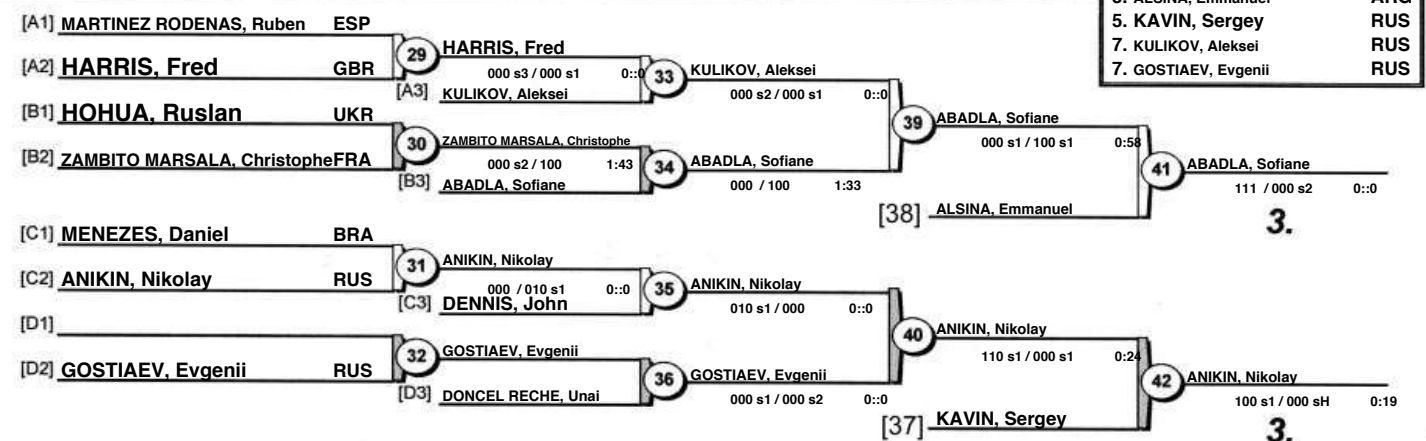 5. ALSINA, Emmanuel ARG
5. KAVIN, Sergey RUS
7. KULIKOV, Aleksei RUS
7. GOSTIAEV, Evgenii RUS
[A1] MARTINEZ RODENAS, Ruben ESP
[A2] HARRIS, Fred GBR
29
HARRIS, Fred
000 s3 / 000 s1 0::0
[A3] KULIKOV, Aleksei
33
KULIKOV, Aleksei
000 s2 / 000 s1 0::0
[B1] HOHUA, Ruslan UKR
[B2] ZAMBITO MARSALA, Christophe FRA
30
ZAMBITO MARSALA, Christophe
000 s2 / 100 1:43
[B3] ABADLA, Sofiane
34
ABADLA, Sofiane
000 / 100 1:33
39
ABADLA, Sofiane
000 s1 / 100 s1 0:58
[38] ALSINA, Emmanuel
41
ABADLA, Sofiane
111 / 000 s2 0::0
3.
[C1] MENEZES, Daniel BRA
[C2] ANIKIN, Nikolay RUS
31
ANIKIN, Nikolay
000 / 010 s1 0::0
[C3] DENNIS, John
35
ANIKIN, Nikolay
010 s1 / 000 0::0
[D1]
[D2] GOSTIAEV, Evgenii RUS
32
GOSTIAEV, Evgenii
[D3] DONCEL RECHE, Unai
36
GOSTIAEV, Evgenii
000 s1 / 000 s2 0::0
40
ANIKIN, Nikolay
110 s1 / 000 s1 0:24
[37] KAVIN, Sergey
42
ANIKIN, Nikolay
100 s1 / 000 sH 0:19
3.